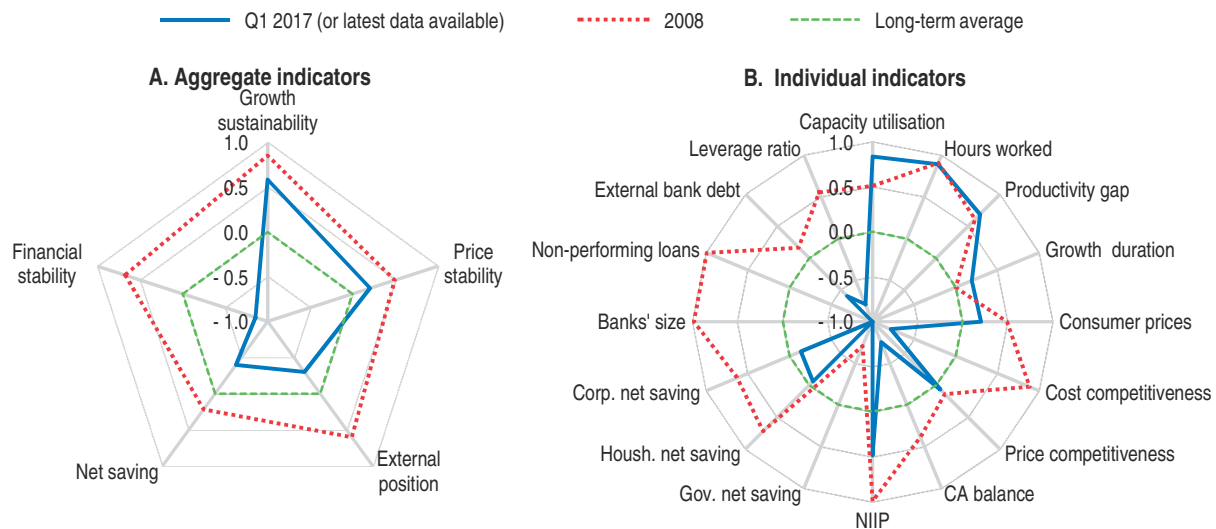 Q1 2017 (or latest data available)
2008
Long-term average
A. Aggregate indicators
Growth
sustainability
1.0
0.5
0.0
- 0.5
- 1.0
Price
stability
External
position
Net saving
Financial
stability
B. Individual indicators
Capacity utilisation
1.0
0.5
0.0
- 0.5
- 1.0
Hours worked
Productivity gap
Growth duration
Consumer prices
Cost competitiveness
Price competitiveness
CA balance
NIIP
Gov. net saving
Housh. net saving
Corp. net saving
Banks' size
Non-performing loans
External bank debt
Leverage ratio